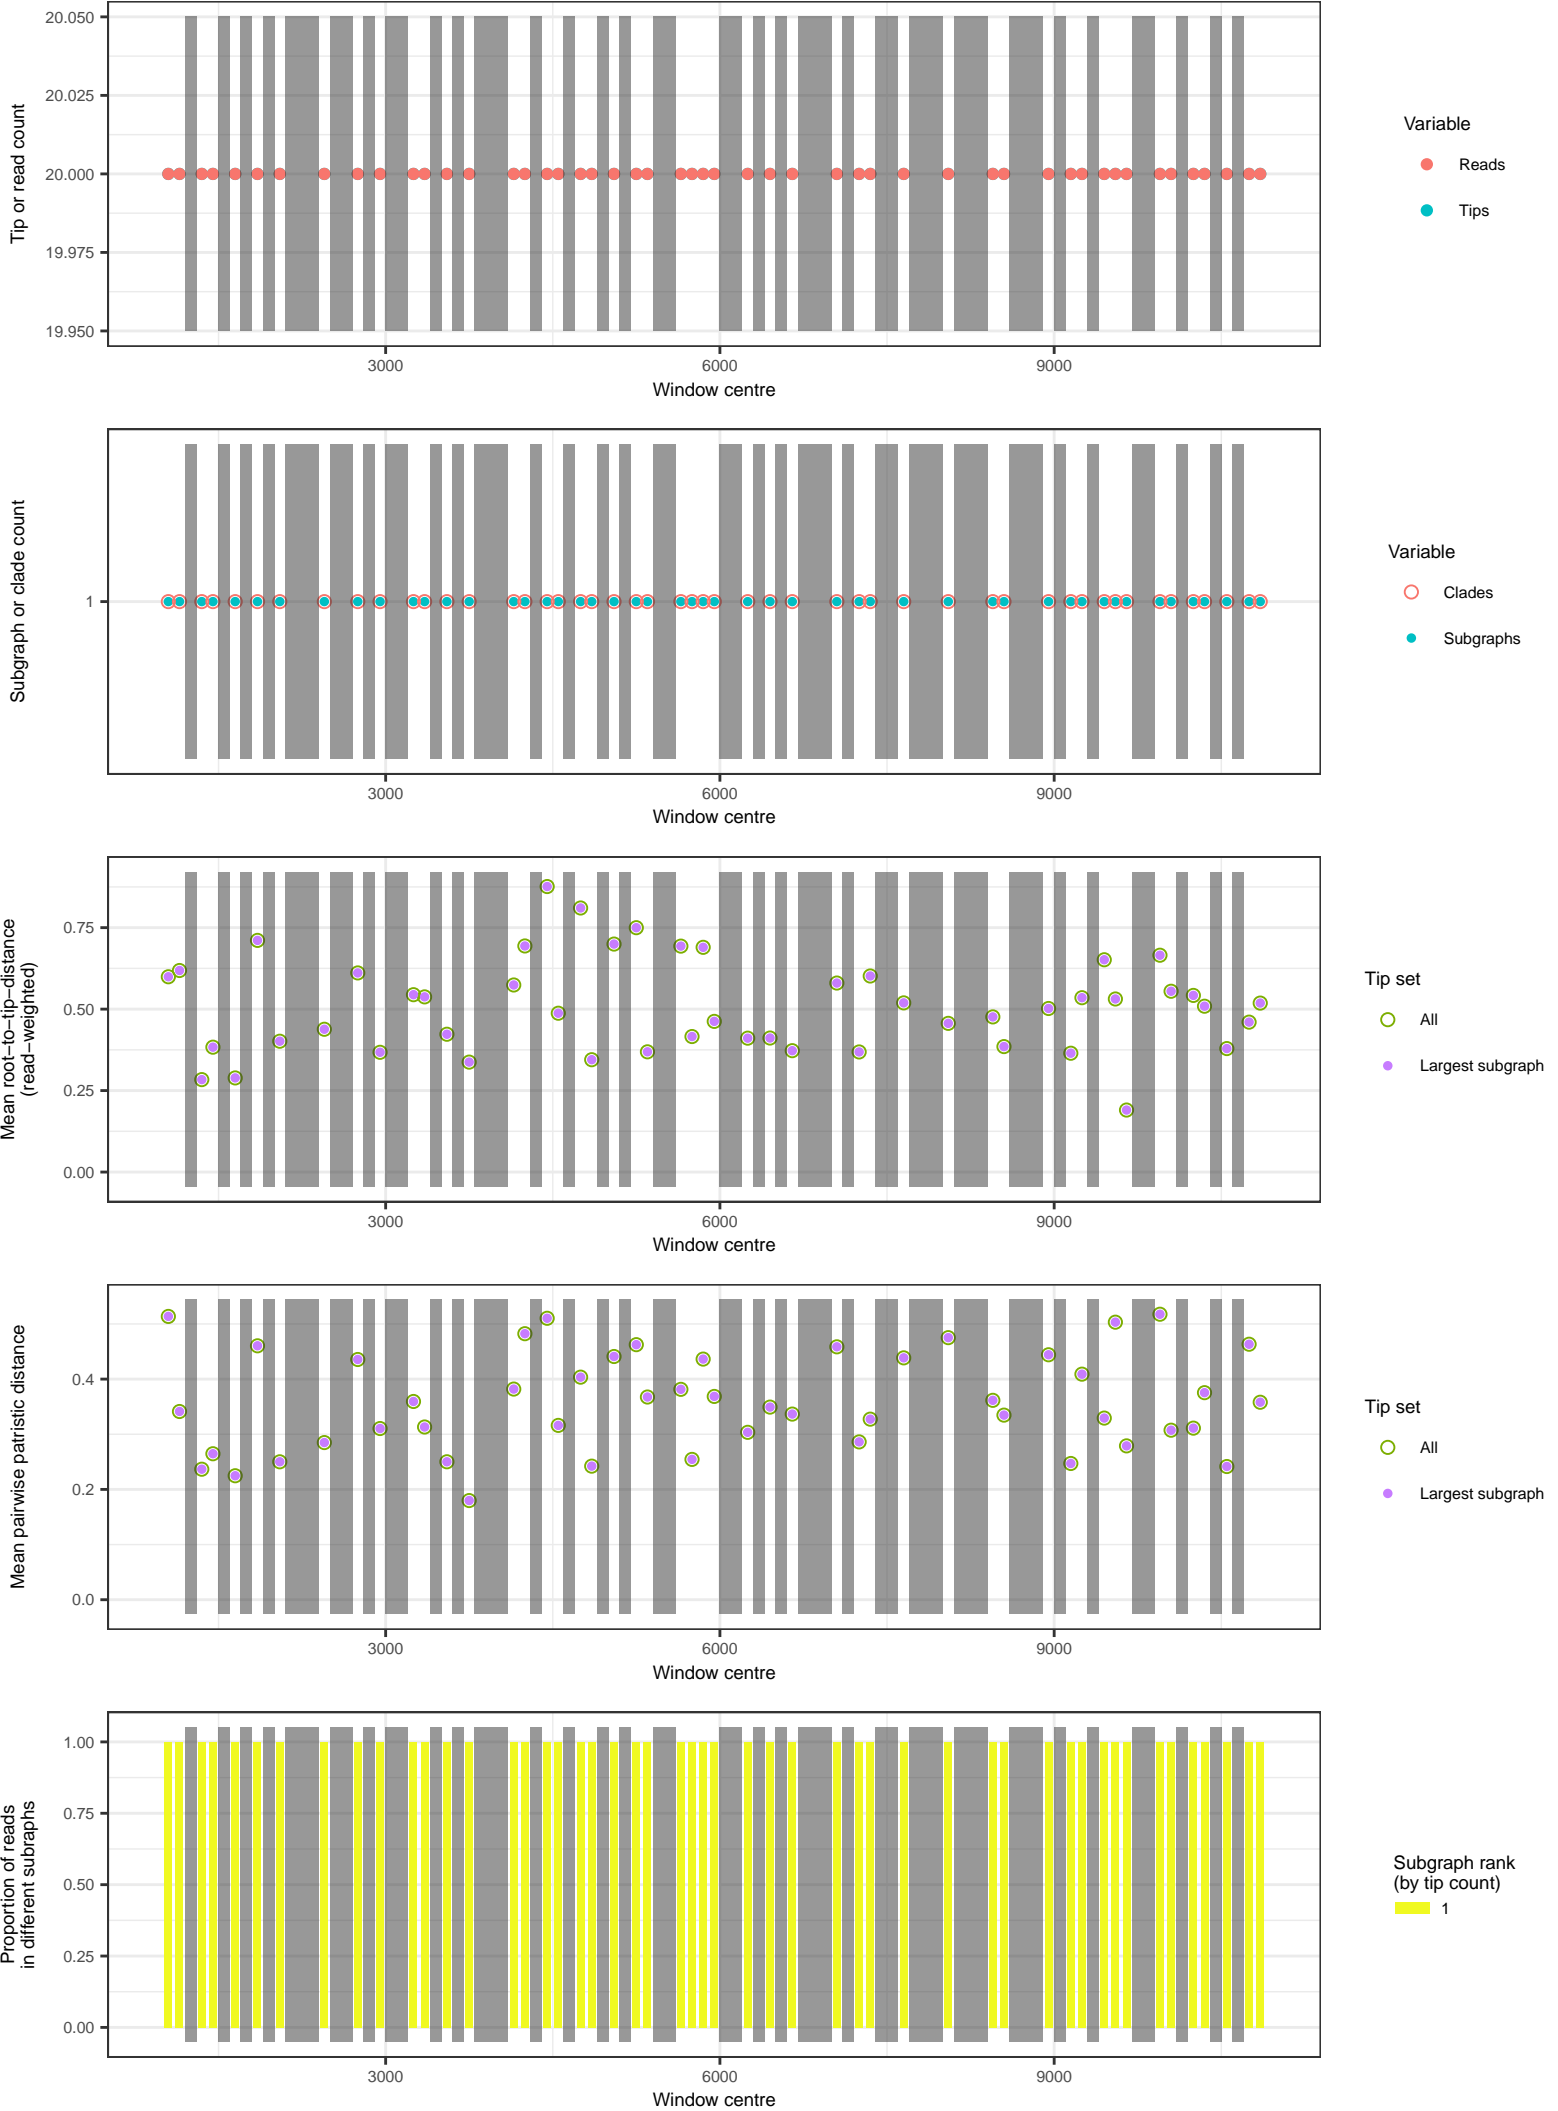 20.050
20.025
20.000
19.975
19.950
Tip or read count
3000
6000
9000
Window centre
Variable
Reads
Tips
1
Subgraph or clade count
3000
6000
9000
Window centre
Variable
Clades
Subgraphs
0.75
0.50
0.25
0.00
Mean root−to−tip−distance
(read−weighted)
3000
6000
9000
Window centre
Tip set
All
Largest subgraph
0.4
0.2
0.0
Mean pairwise patristic distance
3000
6000
9000
Window centre
Tip set
All
Largest subgraph
1.00
0.75
0.50
0.25
0.00
Proportion of reads
in different subraphs
3000
6000
9000
Window centre
Subgraph rank
(by tip count)
1